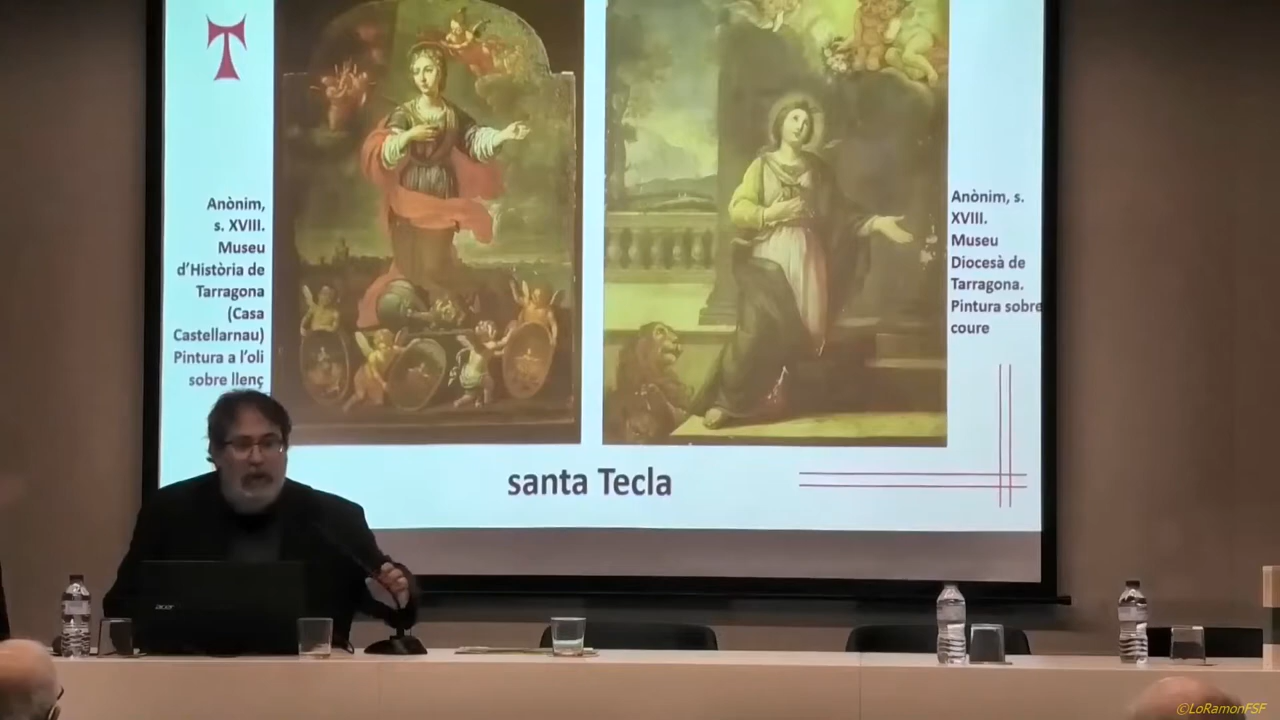 Anònim,
s. XVIII.
Museu
d'Història de
Tarragona
(Casa
Castellarnau)
Pintura a l'oli
sobre llenç
Anònim, s.
XVIII.
Museu
Diocesà de
Tarragona.
Pintura sobre
coure
santa Tecla
acer
©LoRamonFSF